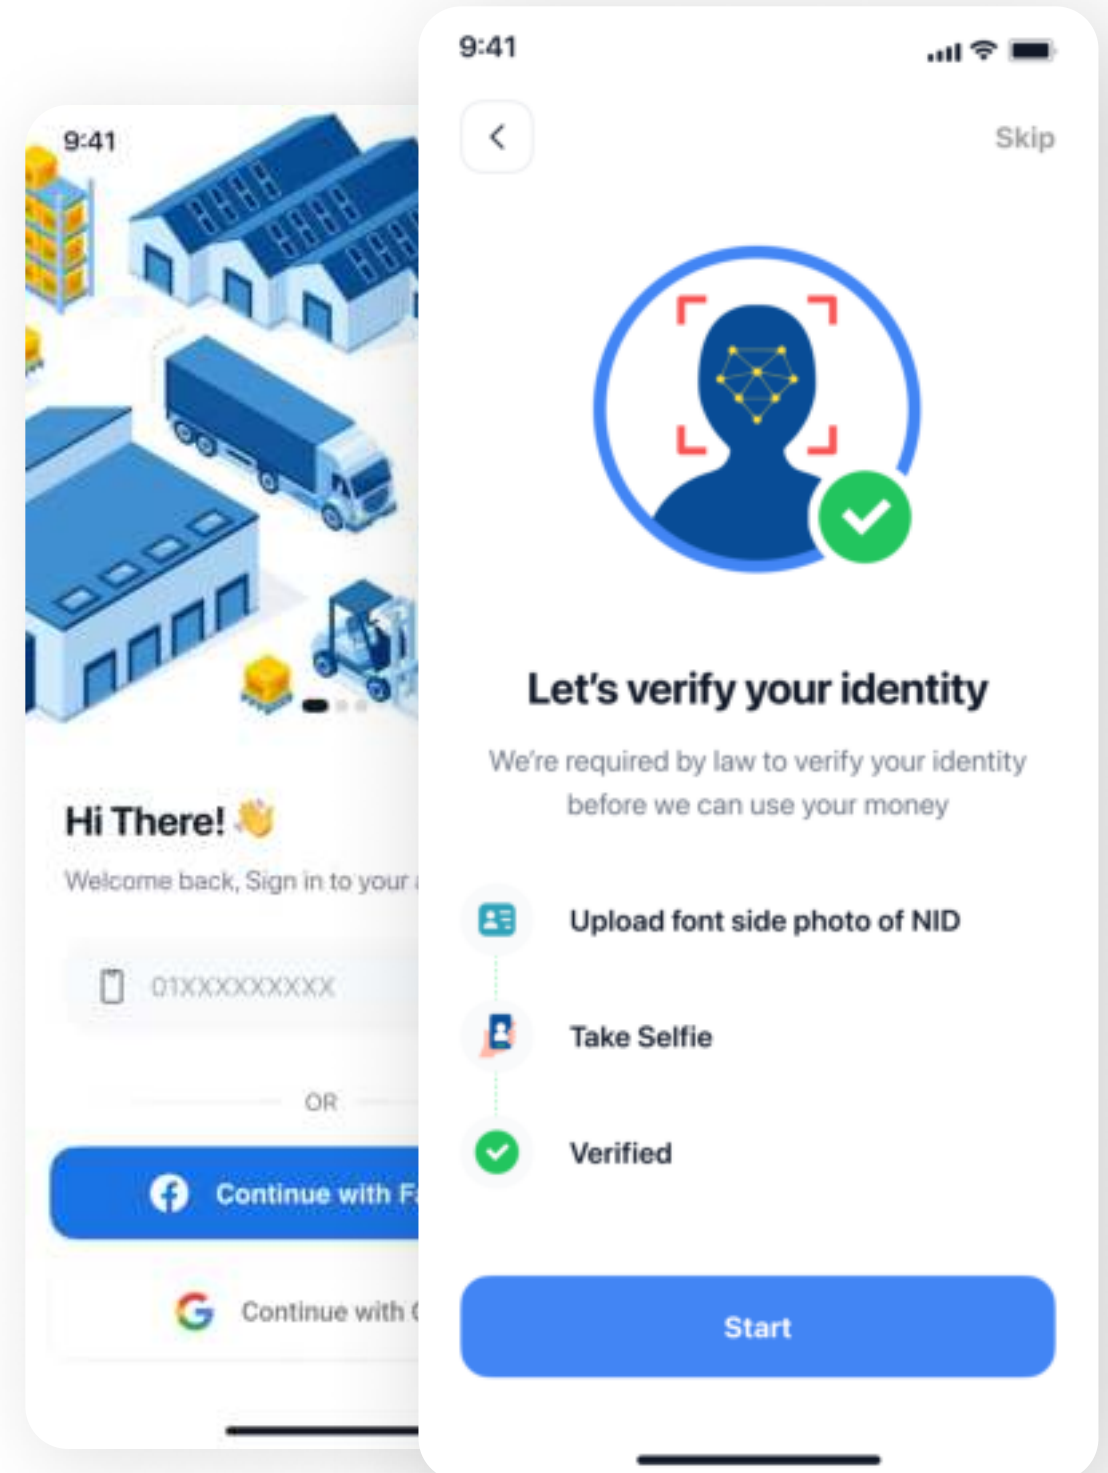 9:41
Hi There! 👋
Welcome back, Sign in to your
01XXXXXXXXX
OR
Continue with
Continue with
9:41
Skip
Let's verify your identity
We're required by law to verify your identity
before we can use your money
Upload font side photo of NID
Take Selfie
Verified
Start